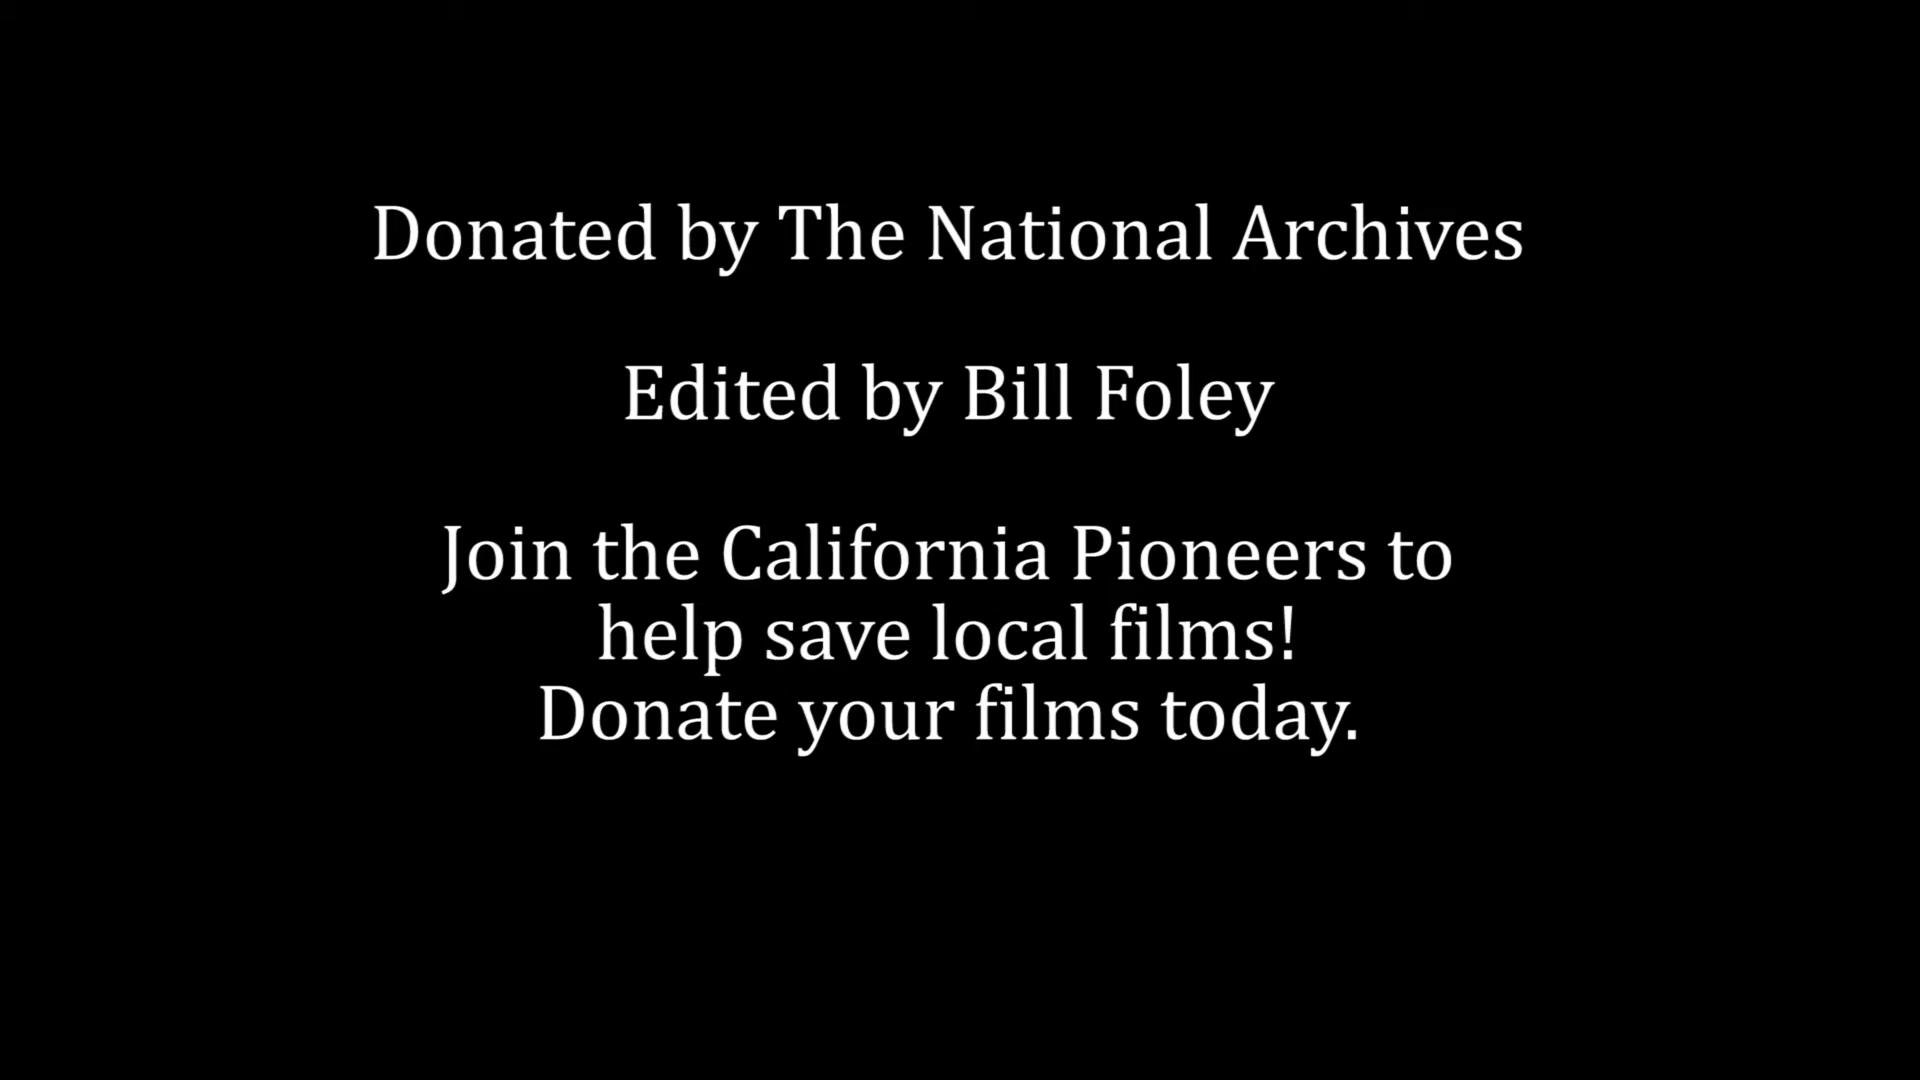 Donated by The National Archives
Edited by Bill Foley
Join the California Pioneers to
help save local films!
Donate your films today.